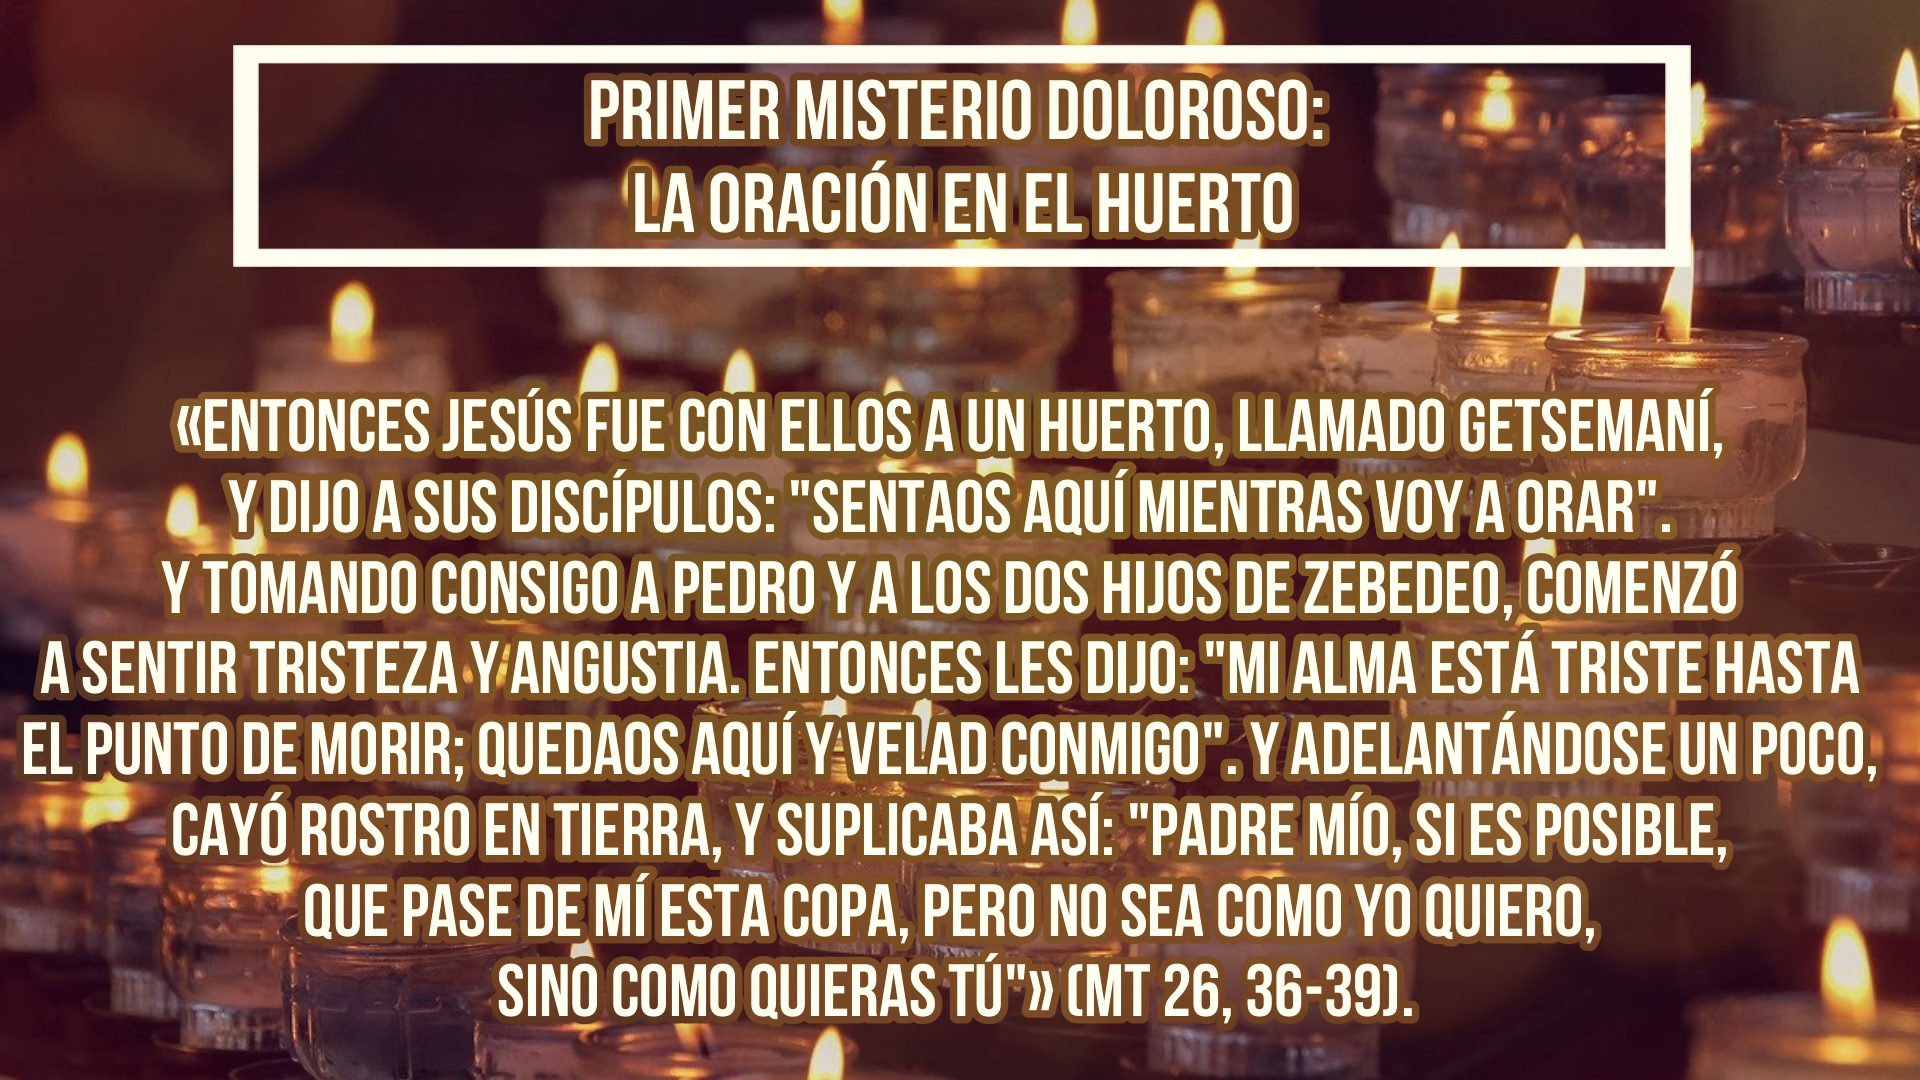 PRIMER MISTERIO DOLOROSO:
LA ORACIÓN EN EL HUERTO
«ENTONCES JESÚS FUE CON ELLOS A UN HUERTO, LLAMADO GETSEMANÍ,
Y DIJO A SUS DISCÍPULOS: "SENTAOS AQUÍ MIENTRAS VOY A ORAR".
Y TOMANDO CONSIGO A PEDRO Y A LOS DOS HIJOS DE ZEBEDEO, COMENZÓ
A SENTIR TRISTEZA Y ANGUSTIA. ENTONCES LES DIJO: "MI ALMA ESTÁ TRISTE HASTA
EL PUNTO DE MORIR; QUEDAOS AQUÍ Y VELAD CONMIGO". Y ADELANTÁNDOSE UN POCO,
CAYÓ ROSTRO EN TIERRA, Y SUPLICABA ASÍ: "PADRE MÍO, SI ES POSIBLE,
QUE PASE DE MÍ ESTA COPA, PERO NO SEA COMO YO QUIERO,
SINO COMO QUIERAS TÚ"» (MT 26, 36-39).